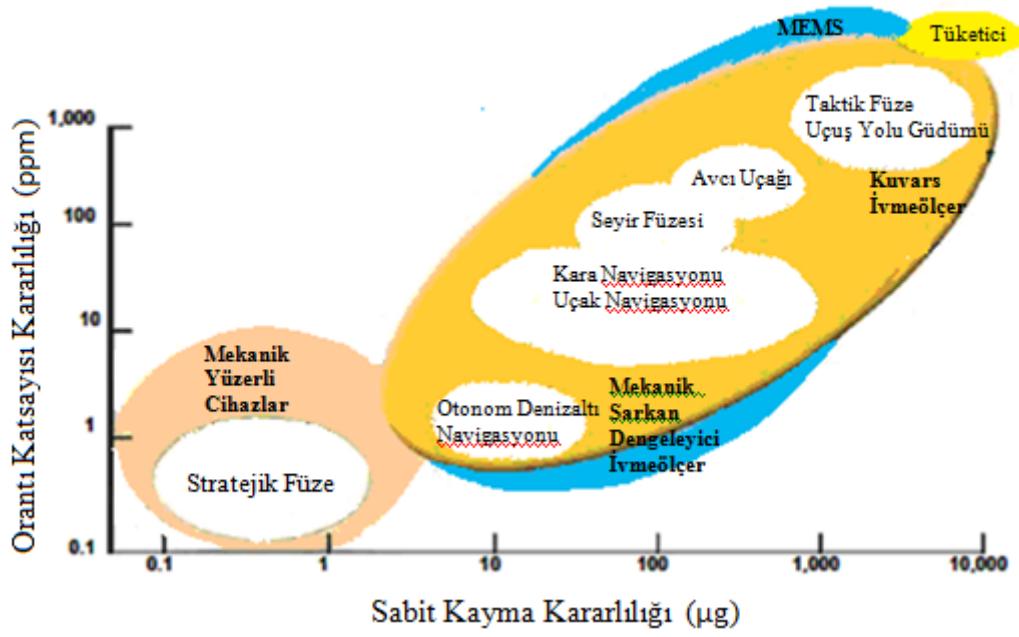 MEMS
Tüketici
Taktik Füze
Uçuş Yolu Güdümü
Avcı Uçağı
Kuvars
İvmeölçer
Seyir Füzesi
Kara Navigasyonu
Uçak Navigasyonu
Mekanik
Yüzerli
Cihazlar
Mekanik
Sarkan
Dengeleyici
İvmeölçer
Otonom Denizaltı
Navigasyonu
Stratejik Füze
Orantı Katsayısı Kararlılığı (ppm)
1,000
100
10
1
0.1
0.1
1
10
100
1,000
10,000
Sabit Kayma Kararlılığı (µg)